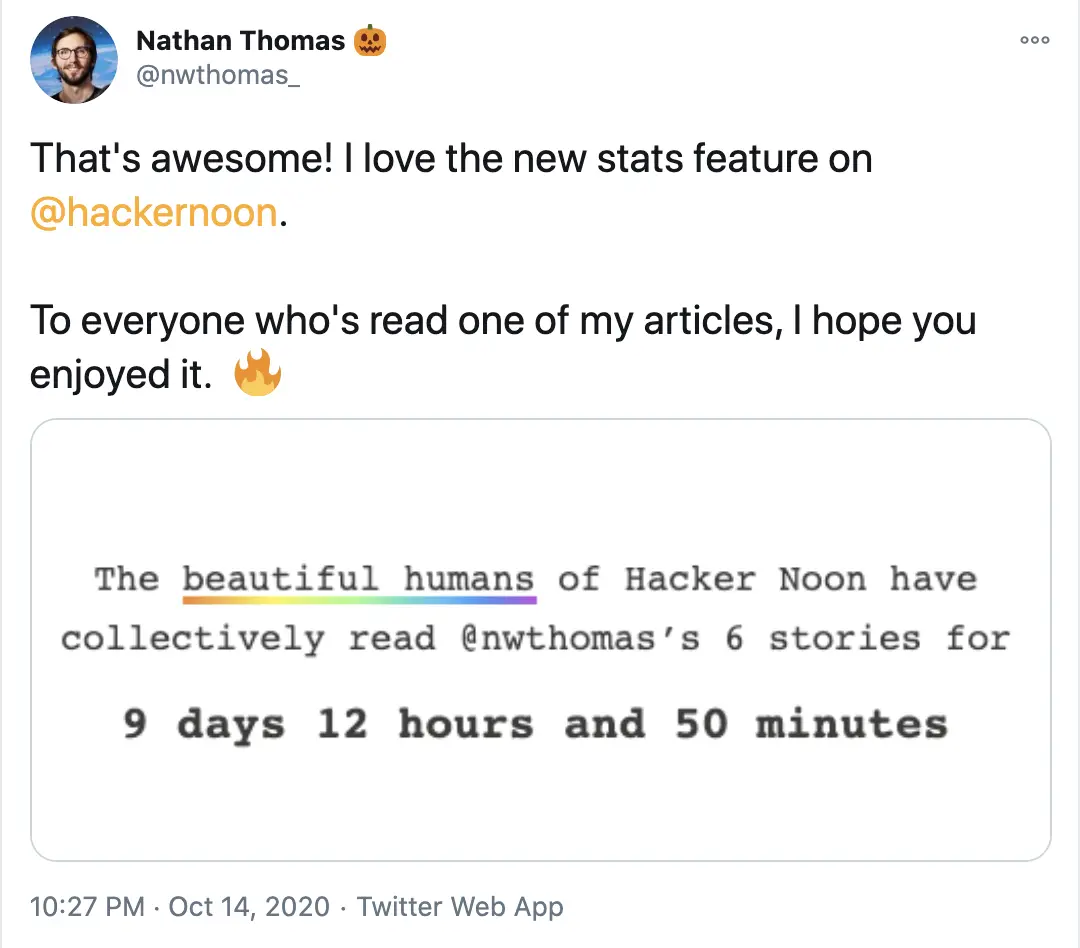 Nathan Thomas 🎃
@nwthomas_
That's awesome! I love the new stats feature on
@hackernoon.
To everyone who's read one of my articles, I hope you
enjoyed it. 🔥
The beautiful humans of Hacker Noon have
collectively read @nwthomas’s 6 stories for
9 days 12 hours and 50 minutes
10:27 PM · Oct 14, 2020 · Twitter Web App